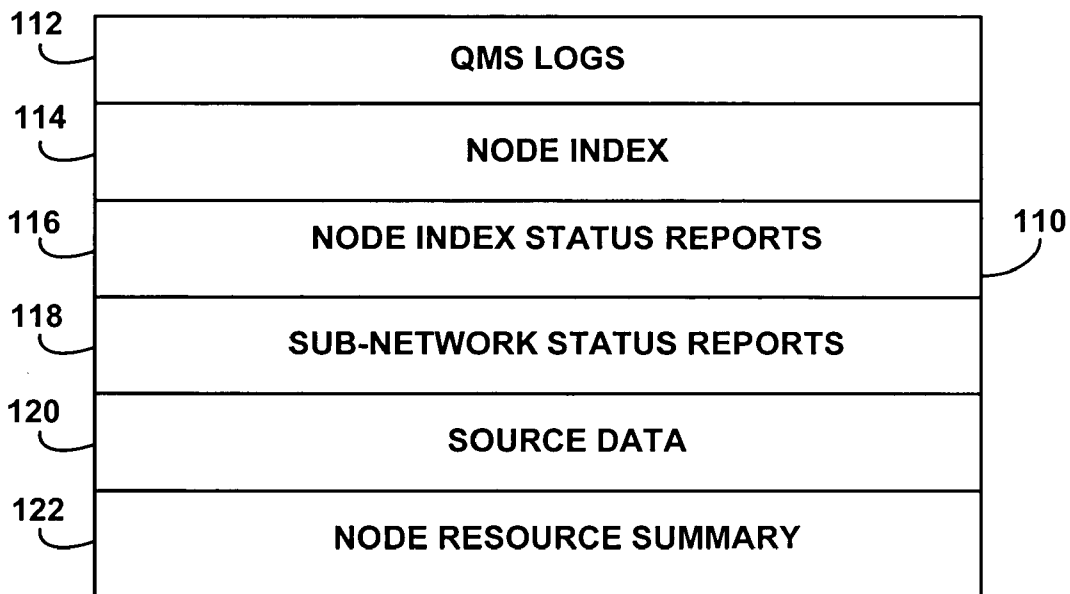 112
QMS LOGS
114
NODE INDEX
116
NODE INDEX STATUS REPORTS
110
118
SUB-NETWORK STATUS REPORTS
120
SOURCE DATA
122
NODE RESOURCE SUMMARY